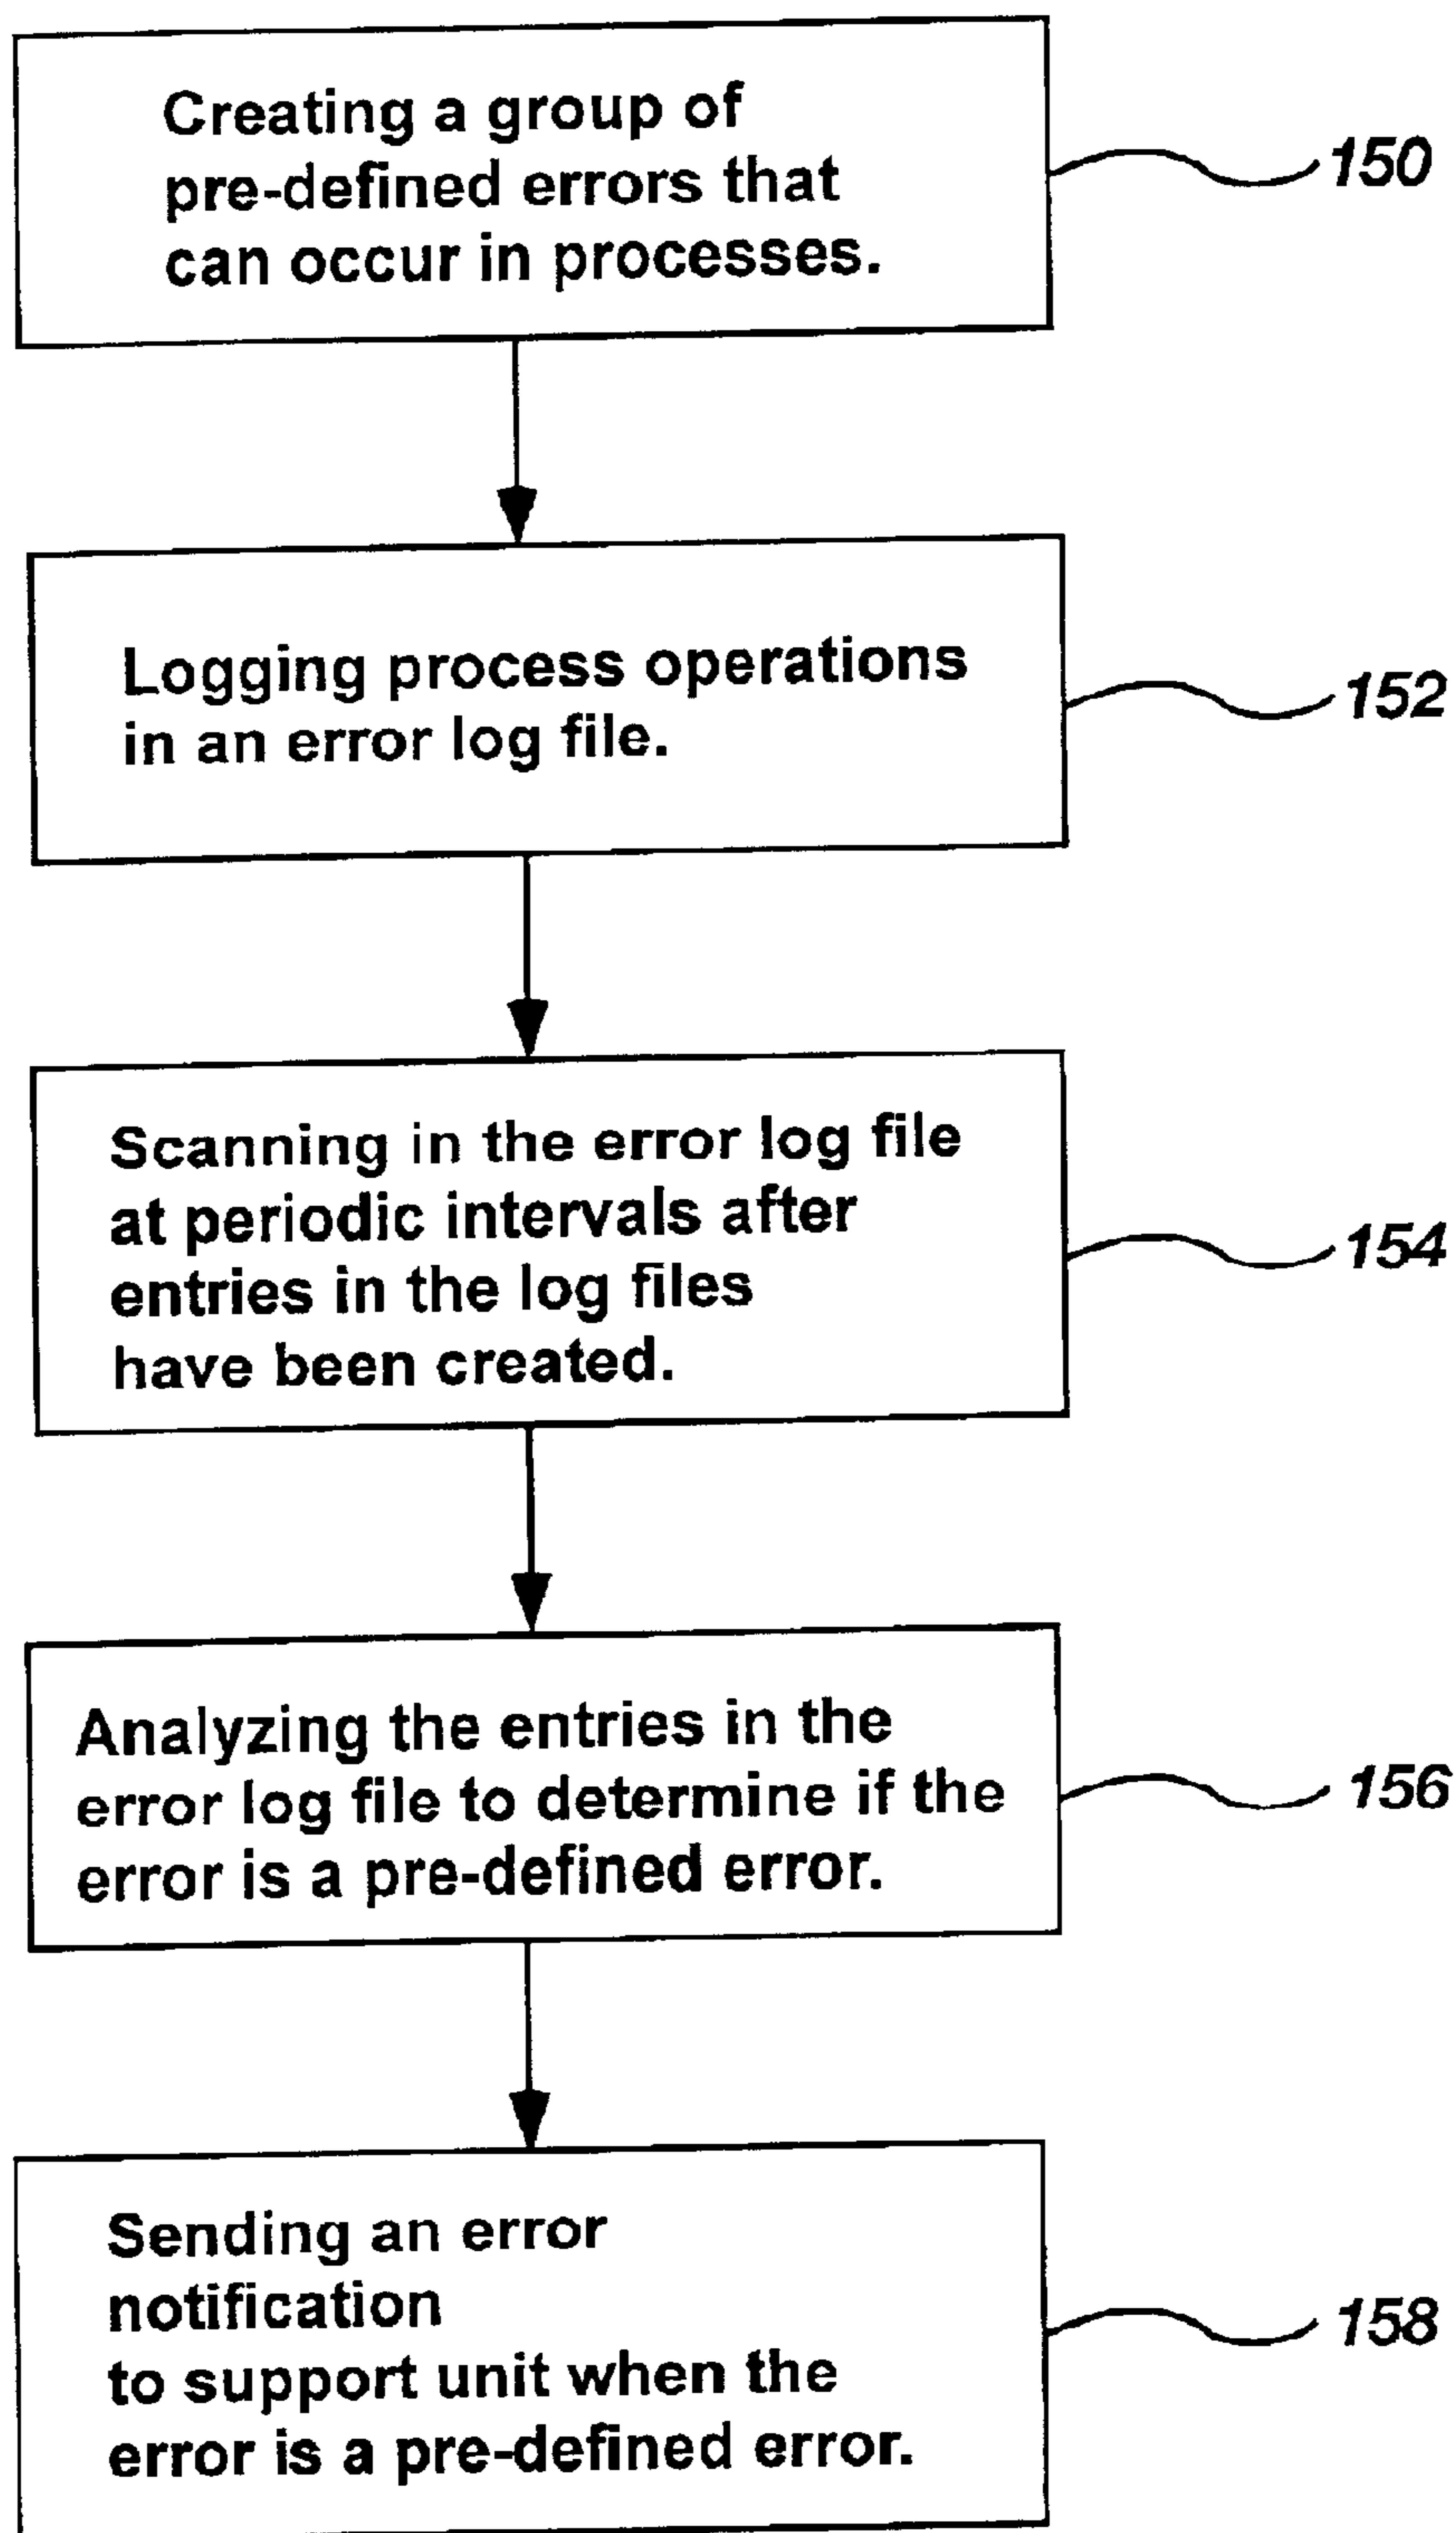 Creating a group of
pre-defined errors that
can occur in processes.
150
Logging process operations
in an error log file.
152
Scanning in the error log file
at periodic intervals after
entries in the log files
have been created.
154
Analyzing the entries in the
error log file to determine if the
error is a pre-defined error.
156
Sending an error
notification
to support unit when the
error is a pre-defined error.
158